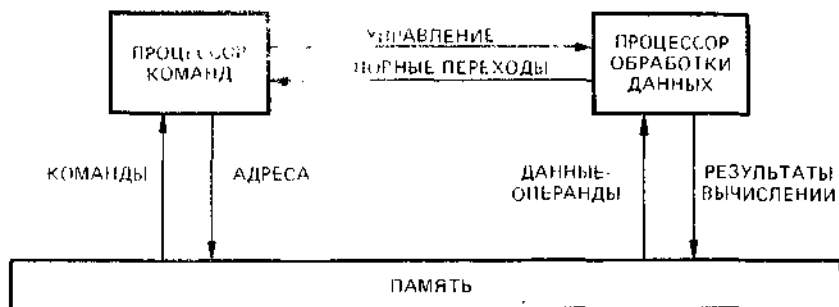 ПРОЦЕССОР
КОМАНД
УПРАВЛЕНИЕ
ПЕРЕХОДЫ
ПРОЦЕССОР
ОБРАБОТКИ
ДАННЫХ
КОМАНДЫ
АДРЕСА
ДАННЫЕ-
ОПЕРАНДЫ
РЕЗУЛЬТАТЫ
ВЫЧИСЛЕНИИ
ПАМЯТЬ